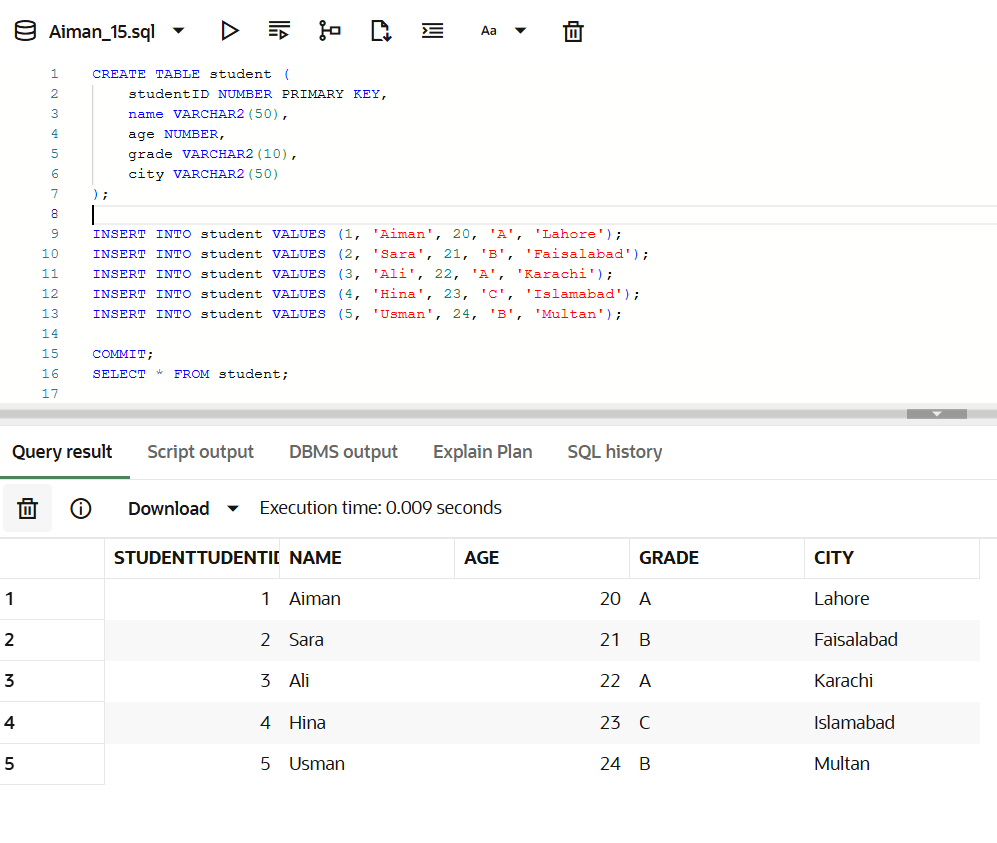 Aiman_15.sql Aa
1 CREATE TABLE student (
2 studentID NUMBER PRIMARY KEY,
3 name VARCHAR2(50),
4 age NUMBER,
5 grade VARCHAR2(10),
6 city VARCHAR2(50)
7 );
8
9 INSERT INTO student VALUES (1, 'Aiman', 20, 'A', 'Lahore');
10 INSERT INTO student VALUES (2, 'Sara', 21, 'B', 'Faisalabad');
11 INSERT INTO student VALUES (3, 'Ali', 22, 'A', 'Karachi');
12 INSERT INTO student VALUES (4, 'Hina', 23, 'C', 'Islamabad');
13 INSERT INTO student VALUES (5, 'Usman', 24, 'B', 'Multan');
14
15 COMMIT;
16 SELECT * FROM student;
17
Query result Script output DBMS output Explain Plan SQL history
Download Execution time: 0.009 seconds
STUDENTTUDENTID NAME AGE GRADE CITY
1 1 Aiman 20 A Lahore
2 2 Sara 21 B Faisalabad
3 3 Ali 22 A Karachi
4 4 Hina 23 C Islamabad
5 5 Usman 24 B Multan